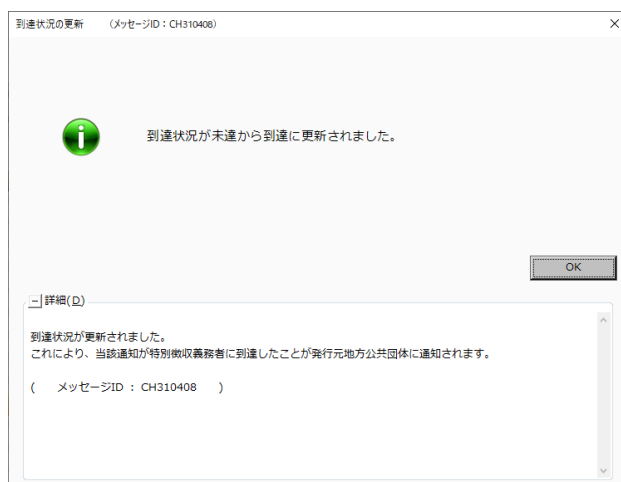 到達状況の更新　（メッセージID：CH310408）
到達状況が未達から到達に更新されました。
OK
詳細(D)
到達状況が更新されました。
これにより、当該通知が特別徴収義務者に到達したことが発行元地方公共団体に通知されます。
(　メッセージID ： CH310408　)